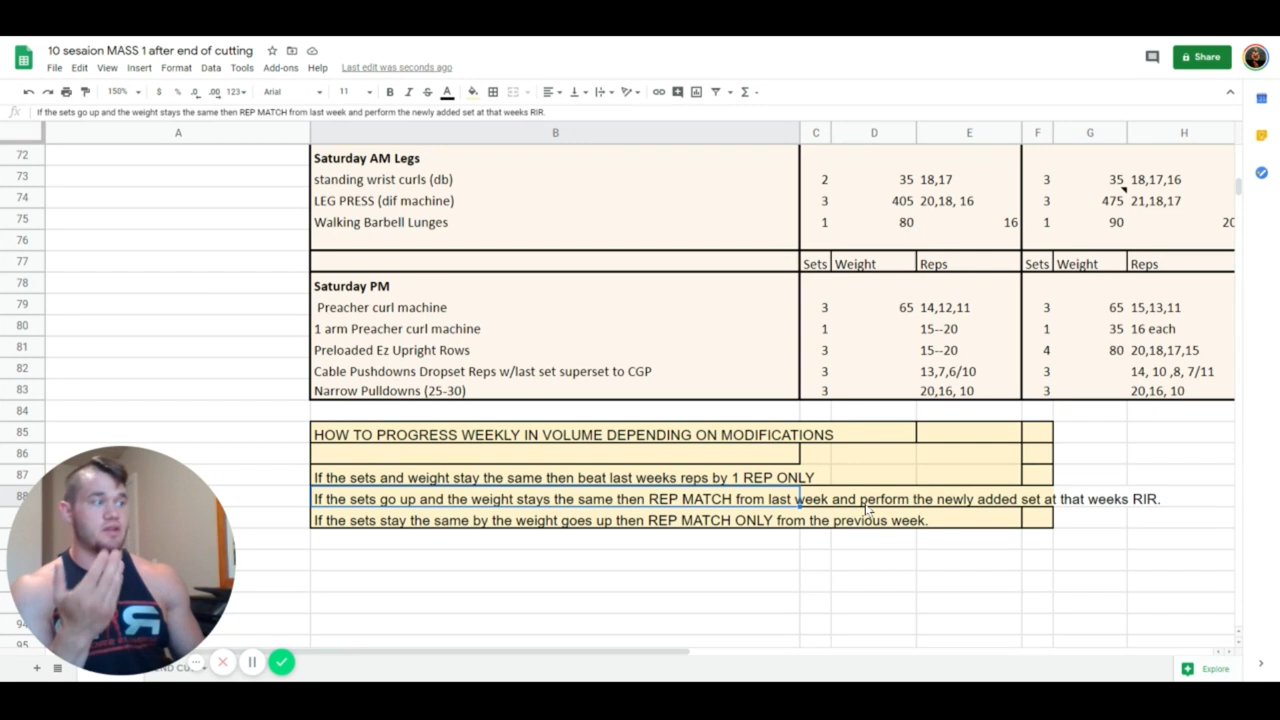 10 sesaion MASS 1 after end of cutting
File Edit View Insert Format Data Tools Add-ons Help Last edit was seconds ago
Share
150% $ % .0 .00 123 Arial 11 B I S A Σ
fx If the sets go up and the weight stays the same then REP MATCH from last week and perform the newly added set at that weeks RIR.
A B C D E F G H
72 Saturday AM Legs
73 standing wrist curls (db) 2 35 18,17 3 35 18,17,16
74 LEG PRESS (dif machine) 3 405 20,18, 16 3 475 21,18,17
75 Walking Barbell Lunges 1 80 16 1 90 20
76
77 Sets Weight Reps Sets Weight Reps
78 Saturday PM
79 Preacher curl machine 3 65 14,12,11 3 65 15,13,11
80 1 arm Preacher curl machine 1 15--20 1 35 16 each
81 Preloaded Ez Upright Rows 3 15--20 4 80 20,18,17,15
82 Cable Pushdowns Dropset Reps w/last set superset to CGP 3 13,7,6/10 3 14, 10 ,8, 7/11
83 Narrow Pulldowns (25-30) 3 20,16, 10 3 20,16, 10
84
85 HOW TO PROGRESS WEEKLY IN VOLUME DEPENDING ON MODIFICATIONS
86
87 If the sets and weight stay the same then beat last weeks reps by 1 REP ONLY
88 If the sets go up and the weight stays the same then REP MATCH from last week and perform the newly added set at that weeks RIR.
If the sets stay the same by the weight goes up then REP MATCH ONLY from the previous week.
94
95
Explore